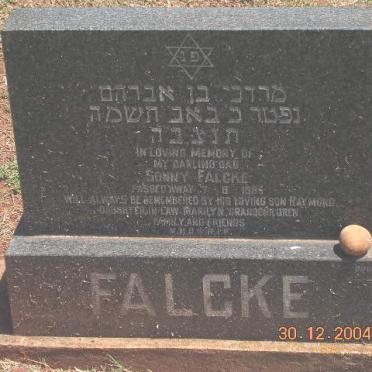 פ נ
מרדכי בן אברהם
נפטר כ באב תשמה
תנצבה
IN LOVING MEMORY OF
MY DARLING DAD
SONNY FALCKE
PASSED AWAY 7 - 8 1985
WILL ALWAYS BE REMEMBERED BY HIS LOVING SON RAYMOND
DAUGHTER IN LAW MARILYN, GRANDCHILDREN
FAMILY AND FRIENDS
FALCKE
30.12.2004